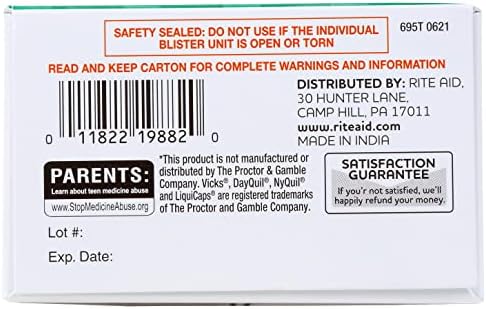 SAFETY SEALED: DO NOT USE IF THE INDIVIDUAL
BLISTER UNIT IS OPEN OR TORN
695T 0621
READ AND KEEP CARTON FOR COMPLETE WARNINGS AND INFORMATION
0 11822 19882 0
DISTRIBUTED BY: RITE AID,
30 HUNTER LANE,
CAMP HILL, PA 17011
www.riteaid.com
MADE IN INDIA
PARENTS:
Learn about teen medicine abuse
www.StopMedicineAbuse.org
*This product is not manufactured or
distributed by The Procter & Gamble
Company. Vicks®, DayQuil®, NyQuil®
and LiquiCaps® are registered trademarks
of The Proctor and Gamble Company.
SATISFACTION
GUARANTEE
If you'r not satisfied, we'll
happily refund your money.
Lot #:
Exp. Date: